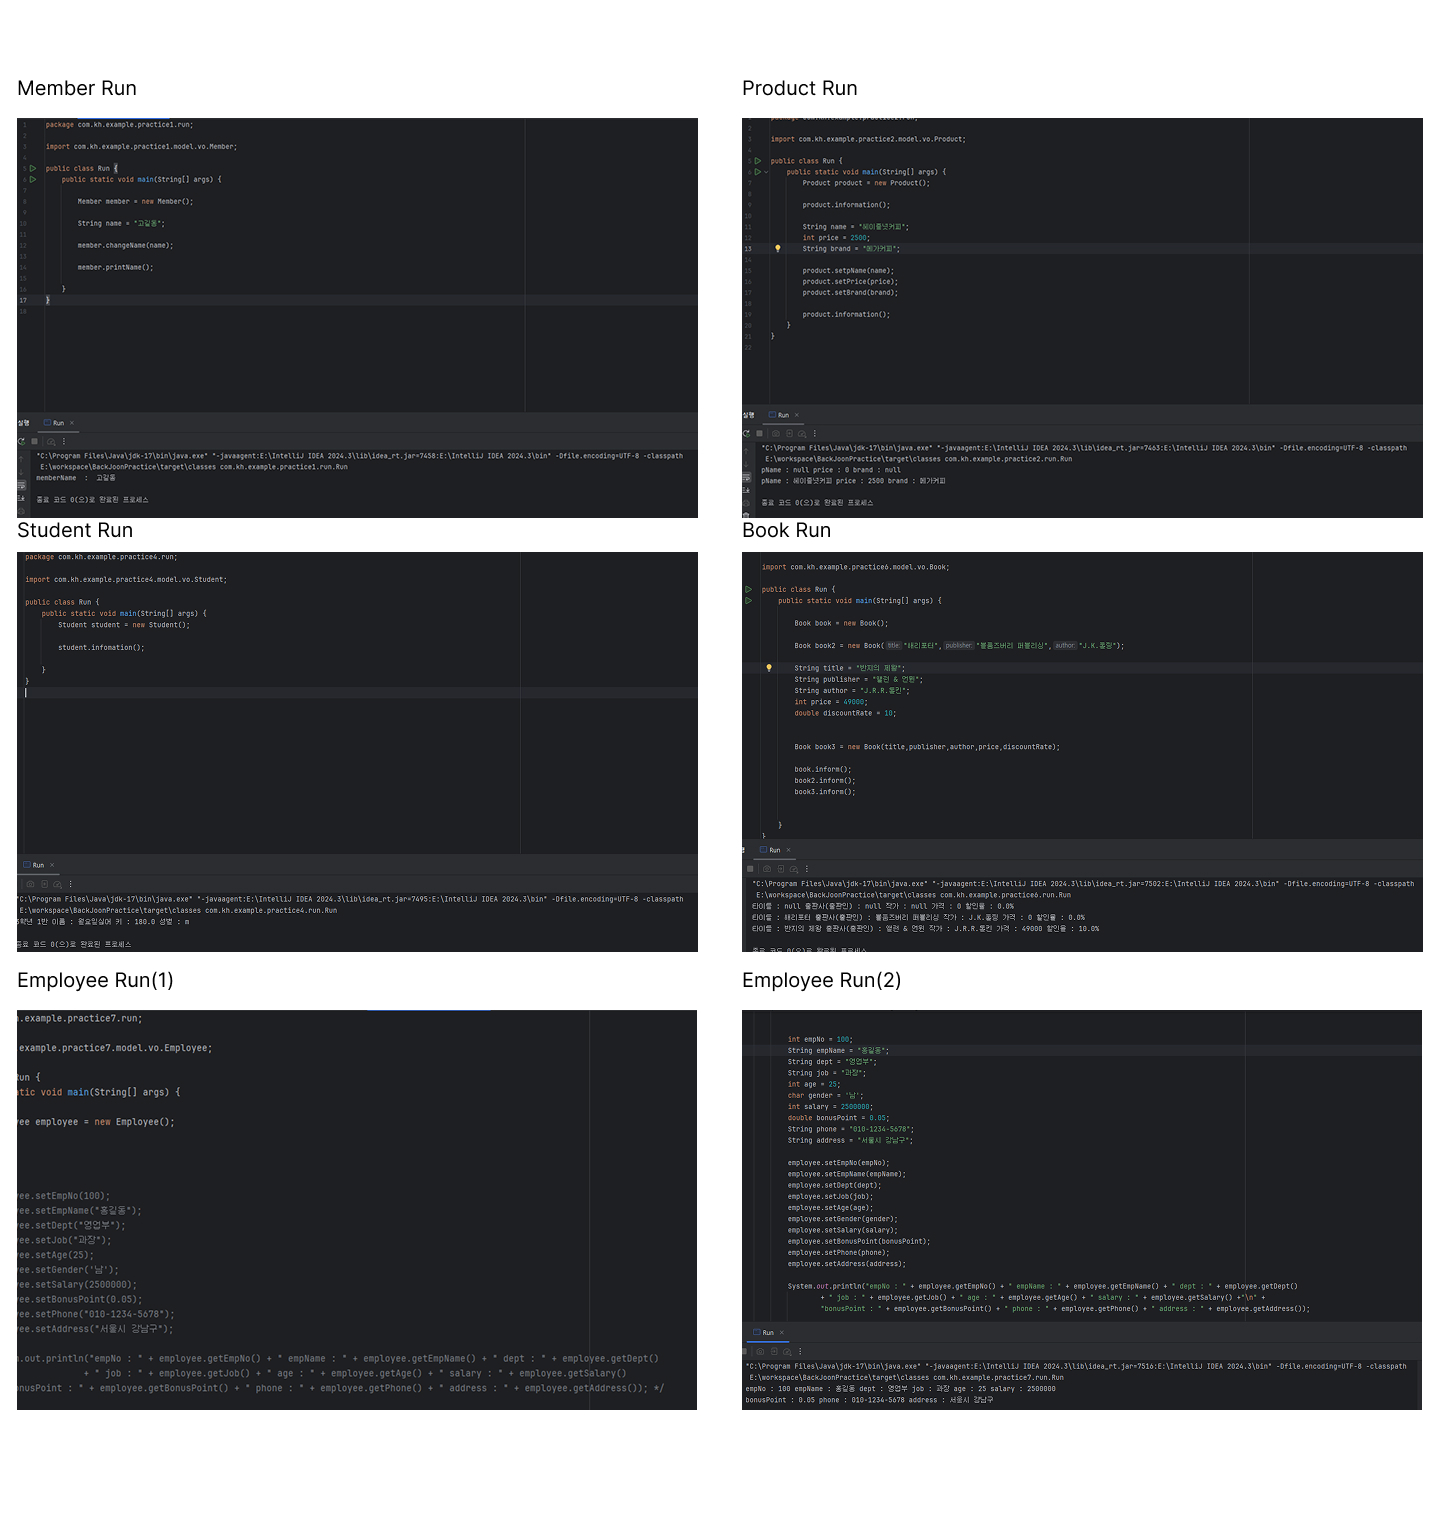 Member Run
package com.kh.example.practice1.run;
import com.kh.example.practice1.model.vo.Member;
public class Run {
public static void main(String[] args) {
Member member = new Member();
String name = "고길동";
member.changeName(name);
member.printName();
}
}
실행 Run ×
"C:\Program Files\Java\jdk-17\bin\java.exe" "-javaagent:E:\IntelliJ IDEA 2024.3\lib\idea_rt.jar=7458:E:\IntelliJ IDEA 2024.3\bin" -Dfile.encoding=UTF-8 -classpath
E:\workspace\BackJoonPractice\target\classes com.kh.example.practice1.run.Run
memberName : 고길동
종료 코드 0(으)로 완료된 프로세스
Product Run
import com.kh.example.practice2.model.vo.Product;
public class Run {
public static void main(String[] args) {
Product product = new Product();
product.information();
String name = "헤이즐넛커피";
int price = 2500;
String brand = "메가커피";
product.setpName(name);
product.setPrice(price);
product.setBrand(brand);
product.information();
}
}
실행 Run ×
"C:\Program Files\Java\jdk-17\bin\java.exe" "-javaagent:E:\IntelliJ IDEA 2024.3\lib\idea_rt.jar=7463:E:\IntelliJ IDEA 2024.3\bin" -Dfile.encoding=UTF-8 -classpath
E:\workspace\BackJoonPractice\target\classes com.kh.example.practice2.run.Run
pName : null price : 0 brand : null
pName : 헤이즐넛커피 price : 2500 brand : 메가커피
종료 코드 0(으)로 완료된 프로세스
Student Run
package com.kh.example.practice4.run;
import com.kh.example.practice4.model.vo.Student;
public class Run {
public static void main(String[] args) {
Student student = new Student();
student.infomation();
}
}
Run ×
"C:\Program Files\Java\jdk-17\bin\java.exe" "-javaagent:E:\IntelliJ IDEA 2024.3\lib\idea_rt.jar=7495:E:\IntelliJ IDEA 2024.3\bin" -Dfile.encoding=UTF-8 -classpath
E:\workspace\BackJoonPractice\target\classes com.kh.example.practice4.run.Run
3학년 1반 이름 : 월요일싫어 키 : 180.0 성별 : m
종료 코드 0(으)로 완료된 프로세스
Book Run
import com.kh.example.practice6.model.vo.Book;
public class Run {
public static void main(String[] args) {
Book book = new Book();
Book book2 = new Book( title: "해리포터", publisher: "블룸즈버리 퍼블리싱", author: "J.K.롤링");
String title = "반지의 제왕";
String publisher = "앨런 & 언윈";
String author = "J.R.R.톨킨";
int price = 49000;
double discountRate = 10;
Book book3 = new Book(title,publisher,author,price,discountRate);
book.inform();
book2.inform();
book3.inform();
}
}
Run ×
"C:\Program Files\Java\jdk-17\bin\java.exe" "-javaagent:E:\IntelliJ IDEA 2024.3\lib\idea_rt.jar=7502:E:\IntelliJ IDEA 2024.3\bin" -Dfile.encoding=UTF-8 -classpath
E:\workspace\BackJoonPractice\target\classes com.kh.example.practice6.run.Run
타이틀 : null 출판사(출판인) : null 작가 : null 가격 : 0 할인율 : 0.0%
타이틀 : 해리포터 출판사(출판인) : 블룸즈버리 퍼블리싱 작가 : J.K.롤링 가격 : 0 할인율 : 0.0%
타이틀 : 반지의 제왕 출판사(출판인) : 앨런 & 언윈 작가 : J.R.R.톨킨 가격 : 49000 할인율 : 10.0%
종료 코드 0(으)로 완료된 프로세스
Employee Run(1)
.example.practice7.run;
example.practice7.model.vo.Employee;
Run {
tic void main(String[] args) {
yee employee = new Employee();
yee.setEmpNo(100);
yee.setEmpName("홍길동");
yee.setDept("영업부");
yee.setJob("과장");
yee.setAge(25);
yee.setGender('남');
yee.setSalary(2500000);
yee.setBonusPoint(0.05);
yee.setPhone("010-1234-5678");
yee.setAddress("서울시 강남구");
.out.println("empNo : " + employee.getEmpNo() + " empName : " + employee.getEmpName() + " dept : " + employee.getDept()
+ " job : " + employee.getJob() + " age : " + employee.getAge() + " salary : " + employee.getSalary()
onusPoint : " + employee.getBonusPoint() + " phone : " + employee.getPhone() + " address : " + employee.getAddress()); */
Employee Run(2)
int empNo = 100;
String empName = "홍길동";
String dept = "영업부";
String job = "과장";
int age = 25;
char gender = '남';
int salary = 2500000;
double bonusPoint = 0.05;
String phone = "010-1234-5678";
String address = "서울시 강남구";
employee.setEmpNo(empNo);
employee.setEmpName(empName);
employee.setDept(dept);
employee.setJob(job);
employee.setAge(age);
employee.setGender(gender);
employee.setSalary(salary);
employee.setBonusPoint(bonusPoint);
employee.setPhone(phone);
employee.setAddress(address);
System.out.println("empNo : " + employee.getEmpNo() + " empName : " + employee.getEmpName() + " dept : " + employee.getDept()
+ " job : " + employee.getJob() + " age : " + employee.getAge() + " salary : " + employee.getSalary() +"\n" +
"bonusPoint : " + employee.getBonusPoint() + " phone : " + employee.getPhone() + " address : " + employee.getAddress());
Run ×
"C:\Program Files\Java\jdk-17\bin\java.exe" "-javaagent:E:\IntelliJ IDEA 2024.3\lib\idea_rt.jar=7516:E:\IntelliJ IDEA 2024.3\bin" -Dfile.encoding=UTF-8 -classpath
E:\workspace\BackJoonPractice\target\classes com.kh.example.practice7.run.Run
empNo : 100 empName : 홍길동 dept : 영업부 job : 과장 age : 25 salary : 2500000
bonusPoint : 0.05 phone : 010-1234-5678 address : 서울시 강남구